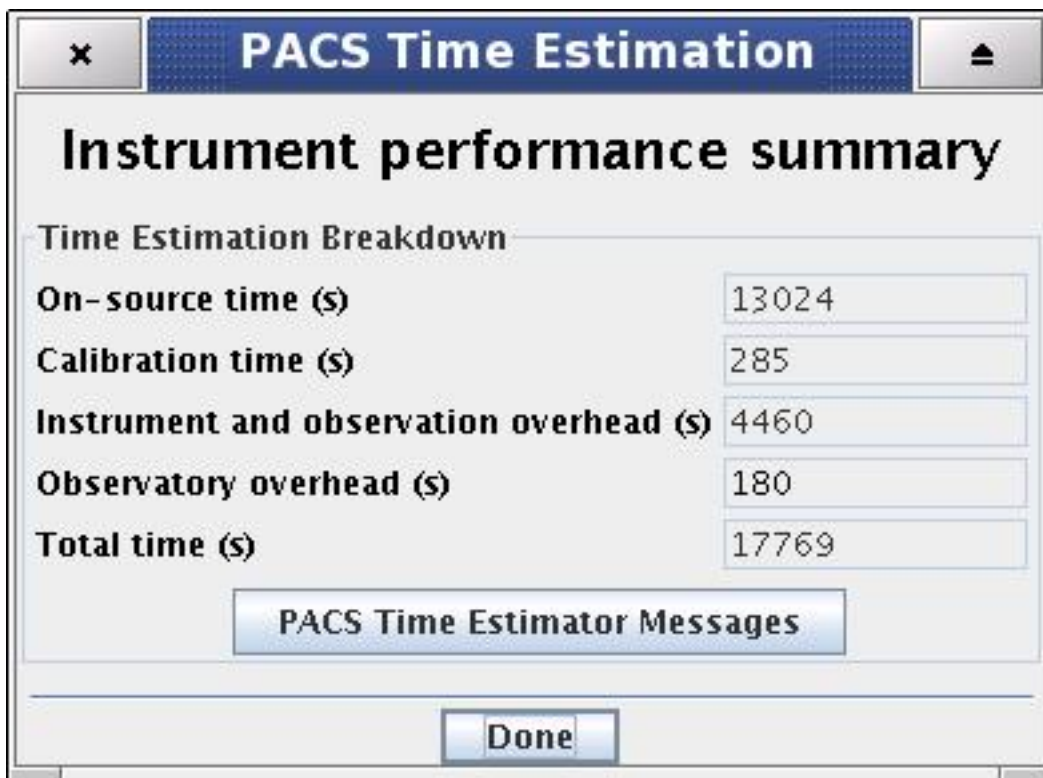 PACS Time Estimation
Instrument performance summary
Time Estimation Breakdown
On-source time (s) 13024
Calibration time (s) 285
Instrument and observation overhead (s) 4460
Observatory overhead (s) 180
Total time (s) 17769
PACS Time Estimator Messages
Done